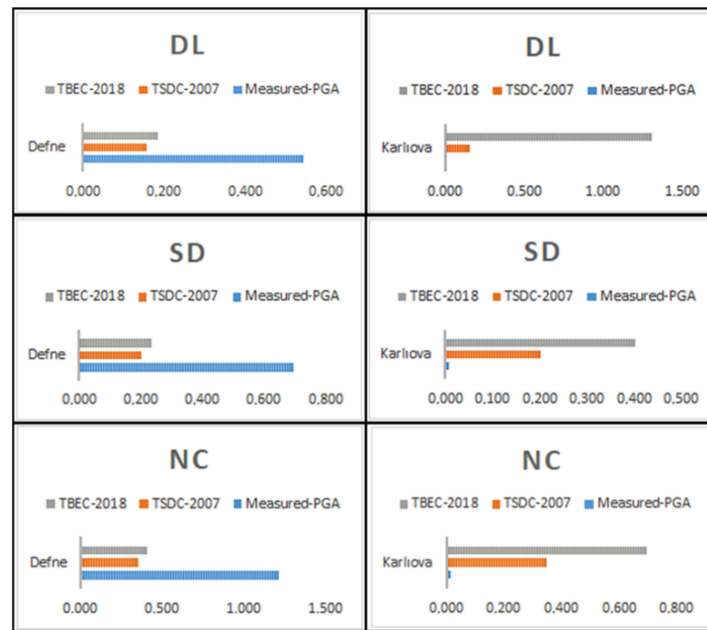 DL
TBEC-2018 TSDC-2007 Measured-PGA
Defne
0,000 0,200 0,400 0,600
DL
TBEC-2018 TSDC-2007 Measured-PGA
Karlıova
0.000 0.500 1.000 1.500
SD
TBEC-2018 TSDC-2007 Measured-PGA
Defne
0,000 0,200 0,400 0,600 0,800
SD
TBEC-2018 TSDC-2007 Measured-PGA
Karlıova
0,000 0,100 0,200 0,300 0,400 0,500
NC
TBEC-2018 TSDC-2007 Measured-PGA
Defne
0.000 0.500 1.000 1.500
NC
TBEC-2018 TSDC-2007 Measured-PGA
Karlıova
0,000 0,200 0,400 0,600 0,800